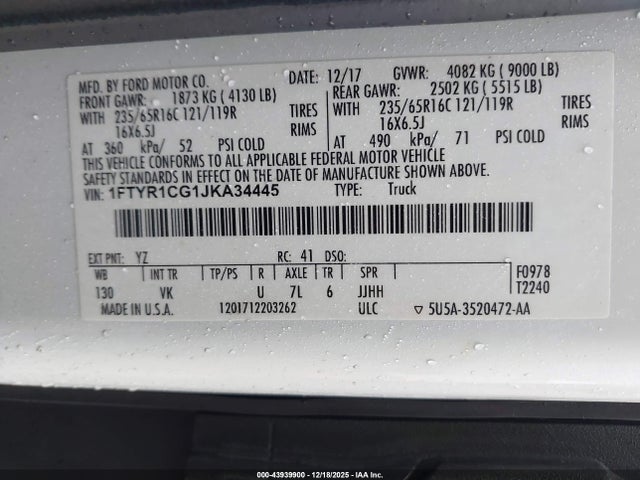 MFD. BY FORD MOTOR CO. DATE: 12/17 GVWR: 4082 KG ( 9000 LB)
FRONT GAWR: 1873 KG ( 4130 LB) REAR GAWR: 2502 KG ( 5515 LB)
WITH 235/65R16C 121/119R TIRES WITH 235/65R16C 121/119R TIRES
16X6.5J RIMS 16X6.5J RIMS
AT 360 kPa/ 52 PSI COLD AT 490 kPa/ 71 PSI COLD
THIS VEHICLE CONFORMS TO ALL APPLICABLE FEDERAL MOTOR VEHICLE
SAFETY STANDARDS IN EFFECT ON THE DATE OF MANUFACTURE SHOWN ABOVE.
VIN: 1FTYR1CG1JKA34445 TYPE: Truck
EXT PNT: YZ RC: 41 DSO:
WB INT TR TP/PS R AXLE TR SPR F0978
130 VK U 7L 6 JJHH T2240
MADE IN U.S.A. 1201712203262 ULC ▽ 5U5A-3520472-AA
000-43939900 - 12/18/2025 - IAA Inc.